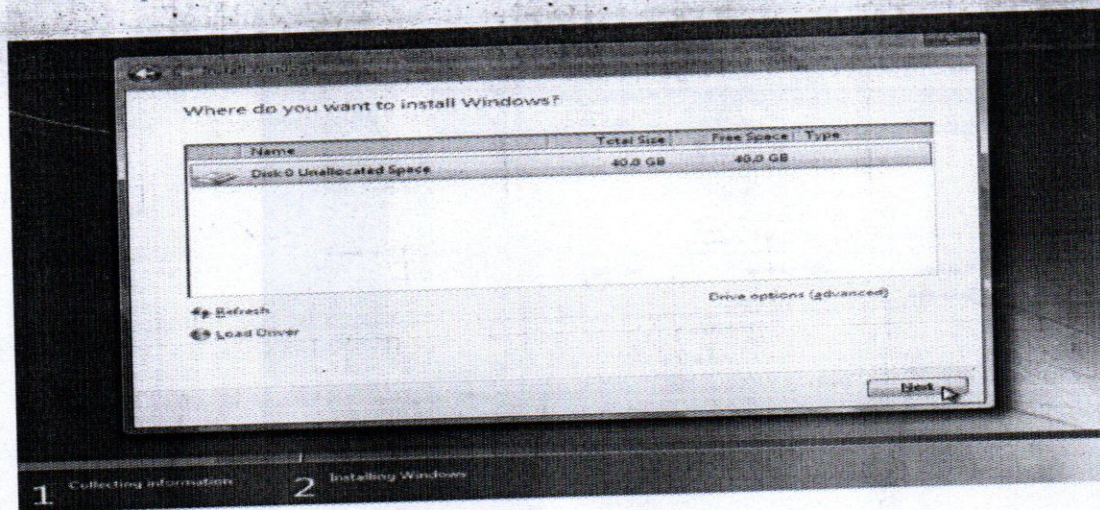 Install Windows
Where do you want to install Windows?
Name Total Size Free Space Type
Disk 0 Unallocated Space 40.0 GB 40.0 GB
Refresh Drive options (advanced)
Load Driver
Next
1 Collecting information 2 Installing Windows